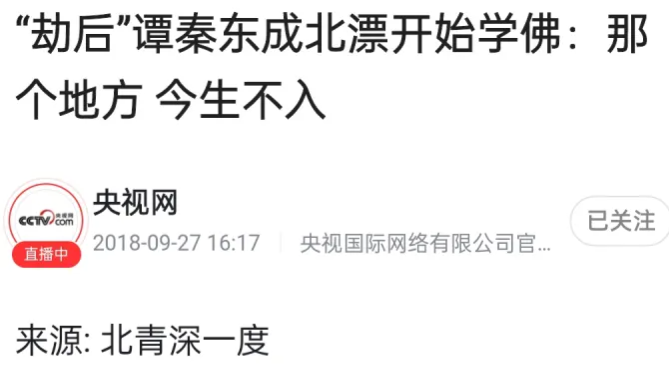 “劫后”谭秦东成北漂开始学佛：那
个地方 今生不入
央视网
CCTV 央视网
com
直播中
2018-09-27 16:17 央视国际网络有限公司官...
已关注
来源: 北青深一度